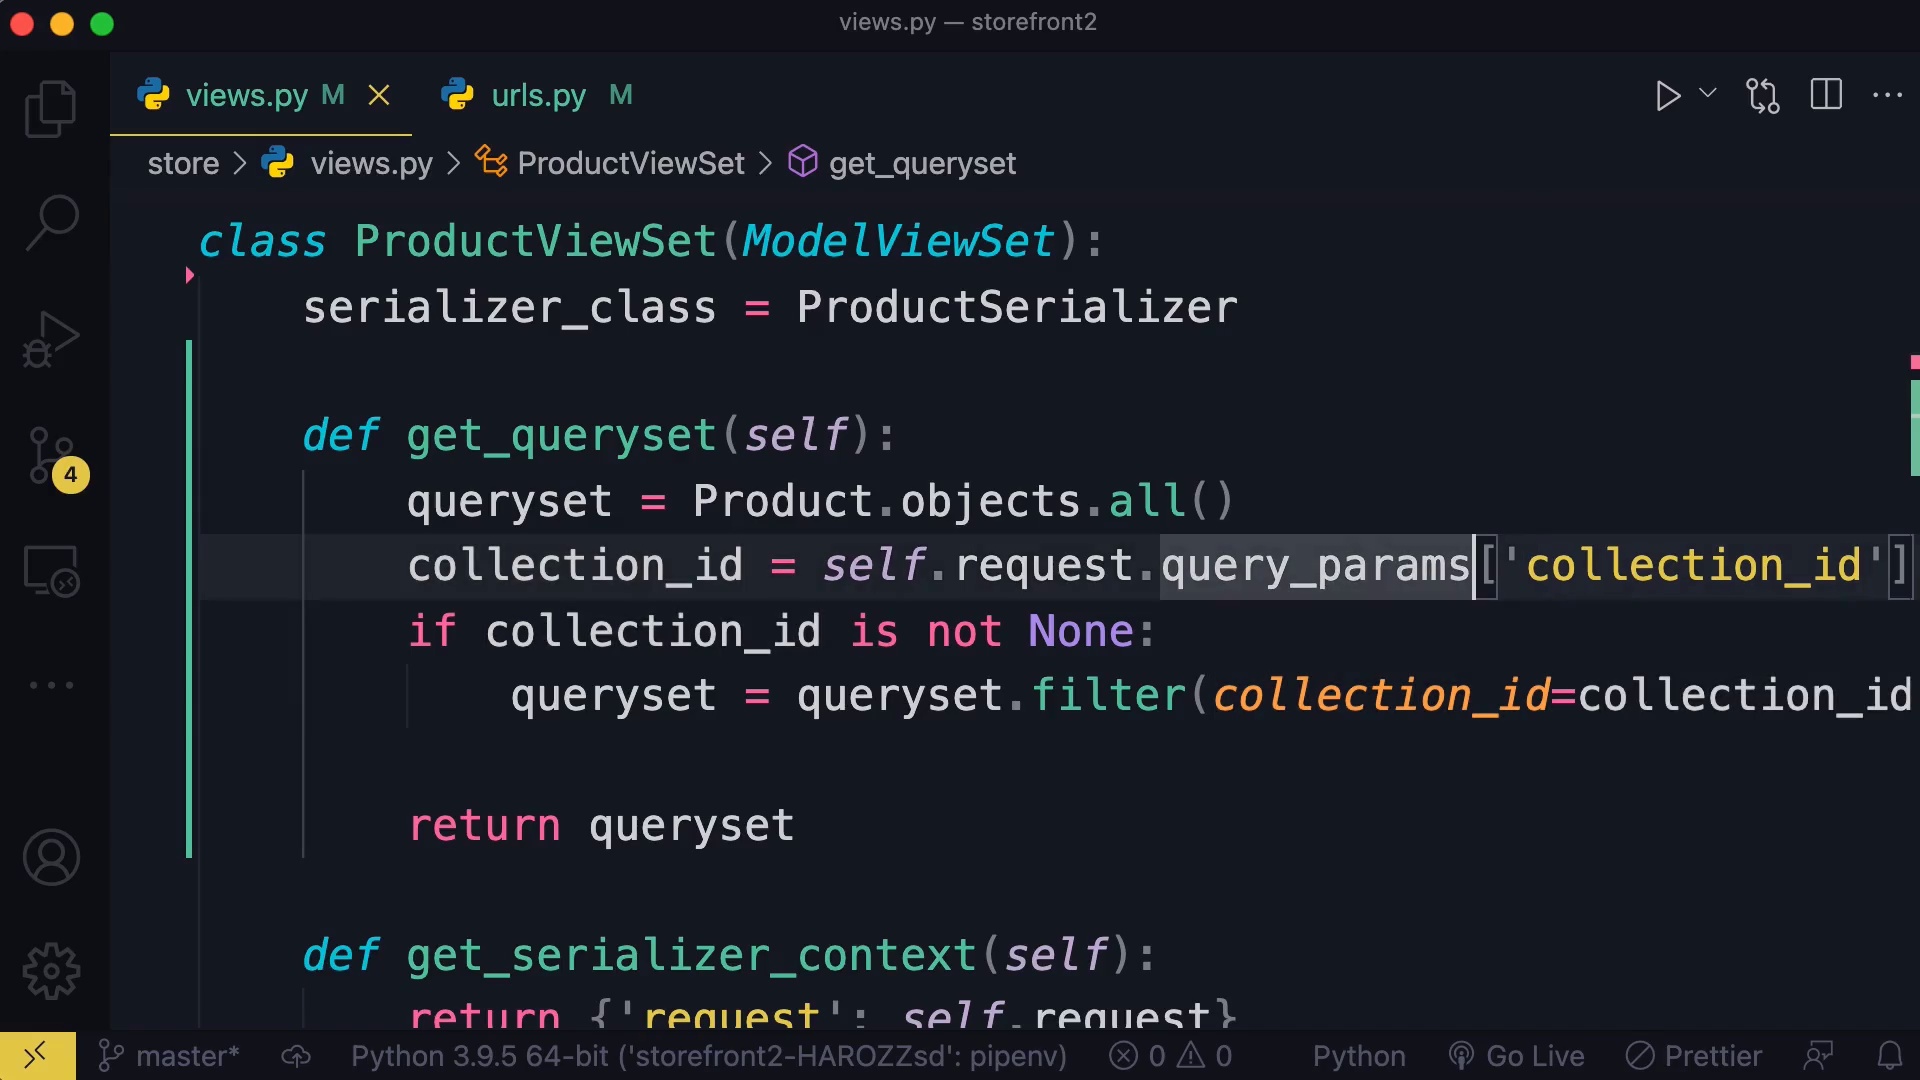 views.py — storefront2
views.py M urls.py M
store > views.py > ProductViewSet > get_queryset
class ProductViewSet(ModelViewSet):
serializer_class = ProductSerializer
def get_queryset(self):
queryset = Product.objects.all()
collection_id = self.request.query_params['collection_id']
if collection_id is not None:
queryset = queryset.filter(collection_id=collection_id
return queryset
def get_serializer_context(self):
return {'request': self.request}
4
master* Python 3.9.5 64-bit ('storefront2-HAROZZsd': pipenv) 0 0 Python Go Live Prettier